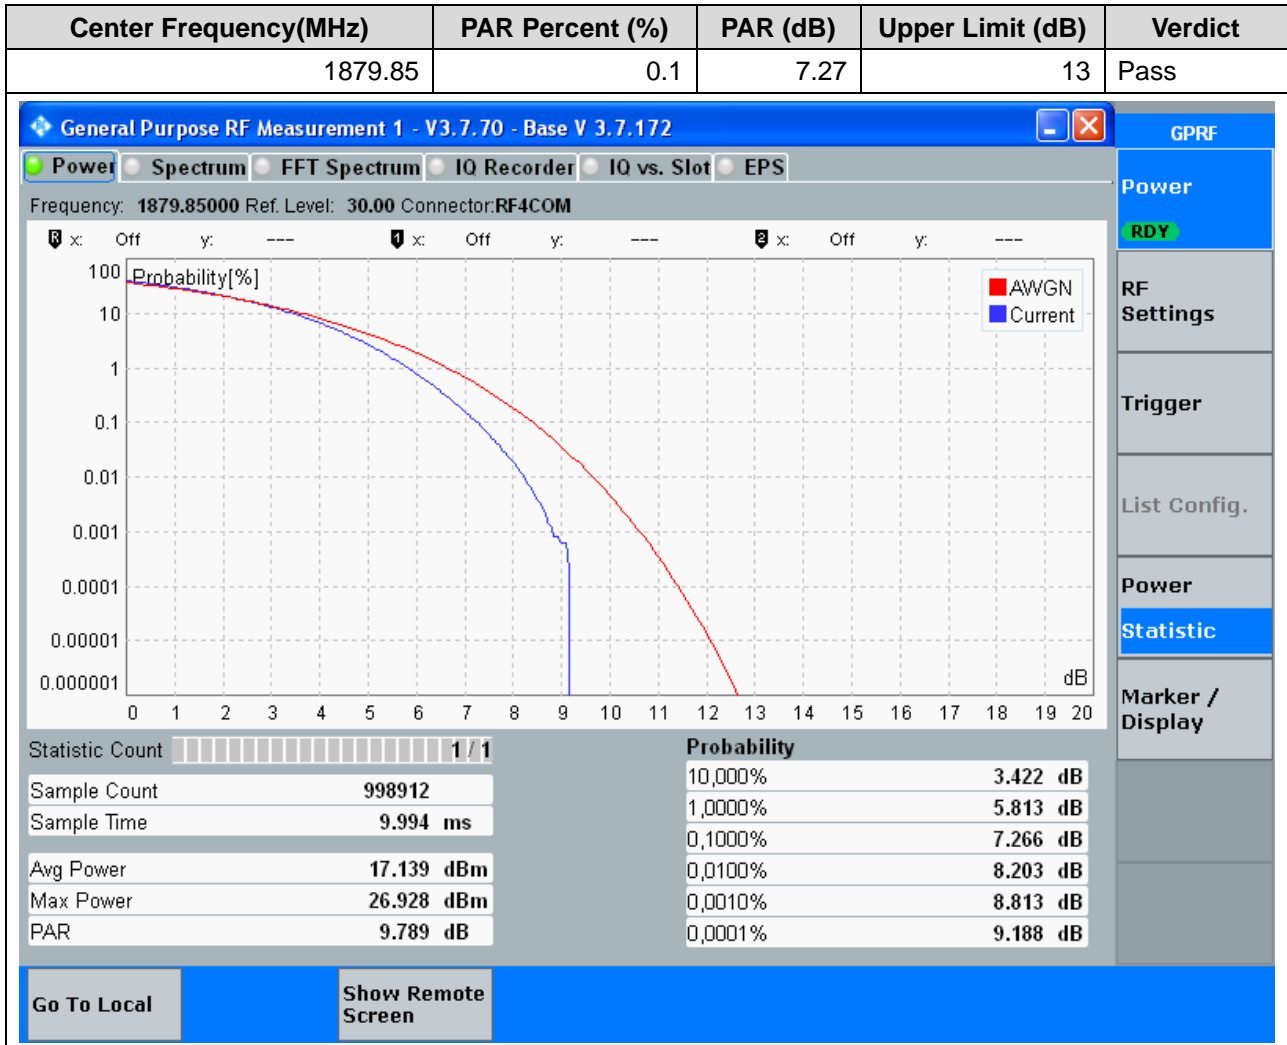 Center Frequency(MHz) PAR Percent (%) PAR (dB) Upper Limit (dB) Verdict
1879.85 0.1 7.27 13 Pass
General Purpose RF Measurement 1 - V3.7.70 - Base V 3.7.172
GPRF
Power Spectrum FFT Spectrum IQ Recorder IQ vs. Slot EPS
Frequency: 1879.85000 Ref. Level: 30.00 Connector:RF4COM
R x: Off y: --- 1 x: Off y: --- 2 x: Off y: ---
Probability[%]
AWGN
Current
100
10
1
0.1
0.01
0.001
0.0001
0.00001
0.000001
dB
0 1 2 3 4 5 6 7 8 9 10 11 12 13 14 15 16 17 18 19 20
Statistic Count 1 / 1
Sample Count 998912
Sample Time 9.994 ms
Avg Power 17.139 dBm
Max Power 26.928 dBm
PAR 9.789 dB
Probability
10,000% 3.422 dB
1,0000% 5.813 dB
0,1000% 7.266 dB
0,0100% 8.203 dB
0,0010% 8.813 dB
0,0001% 9.188 dB
Power
RDY
RF
Settings
Trigger
List Config.
Power
Statistic
Marker /
Display
Go To Local
Show Remote
Screen